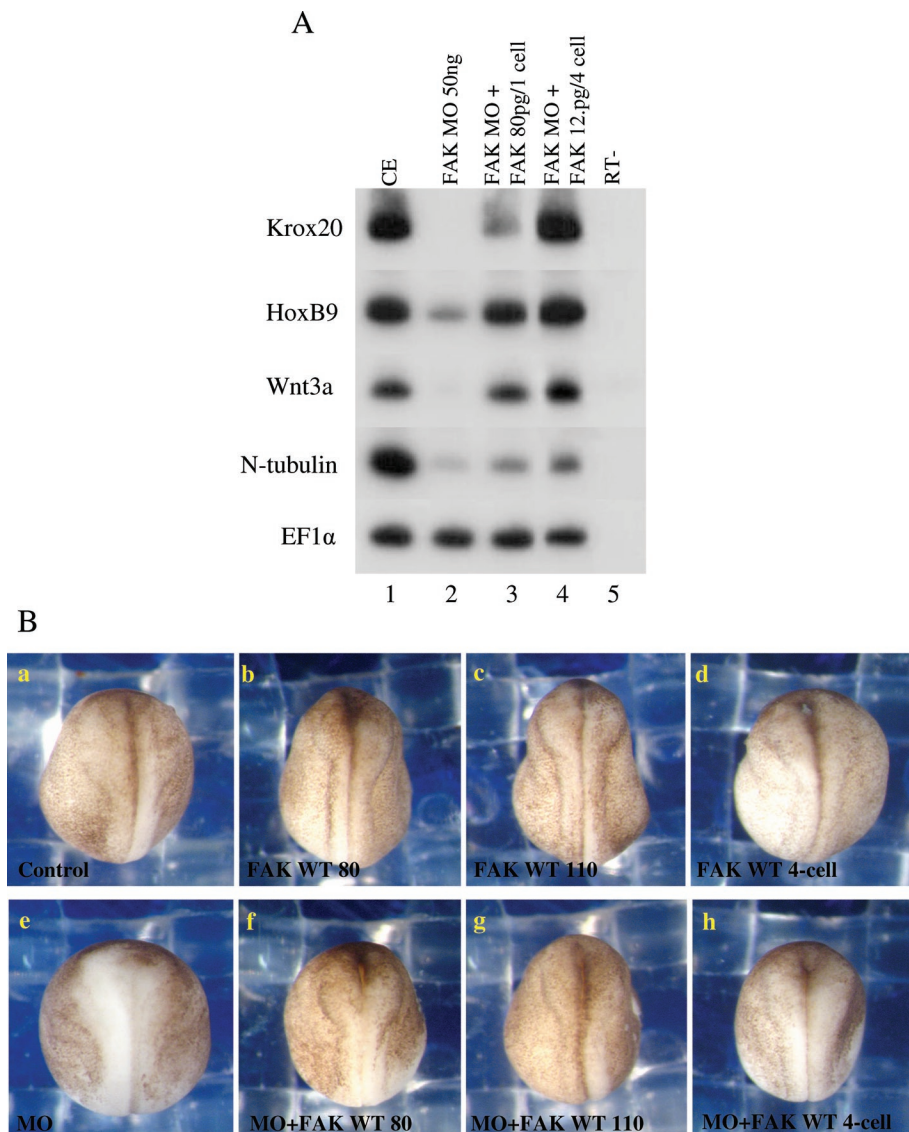 A
CE
FAK MO 50ng
FAK MO +
FAK 80pg/1 cell
FAK MO +
FAK 12.pg/4 cell
RT-
Krox20
HoxB9
Wnt3a
N-tubulin
EF1α
1 2 3 4 5
B
a
Control
b
FAK WT 80
c
FAK WT 110
d
FAK WT 4-cell
e
MO
f
MO+FAK WT 80
g
MO+FAK WT 110
h
MO+FAK WT 4-cell